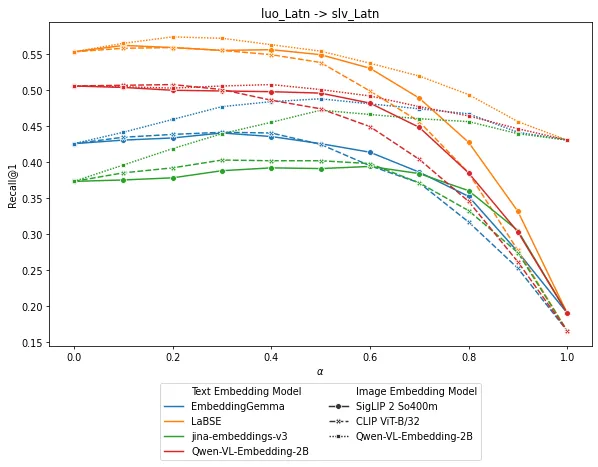 luo_Latn -> slv_Latn
Recall@1
0.55
0.50
0.45
0.40
0.35
0.30
0.25
0.20
0.15
0.0 0.2 0.4 0.6 0.8 1.0
α
Text Embedding Model Image Embedding Model
EmbeddingGemma SigLIP 2 So400m
LaBSE CLIP ViT-B/32
jina-embeddings-v3 Qwen-VL-Embedding-2B
Qwen-VL-Embedding-2B